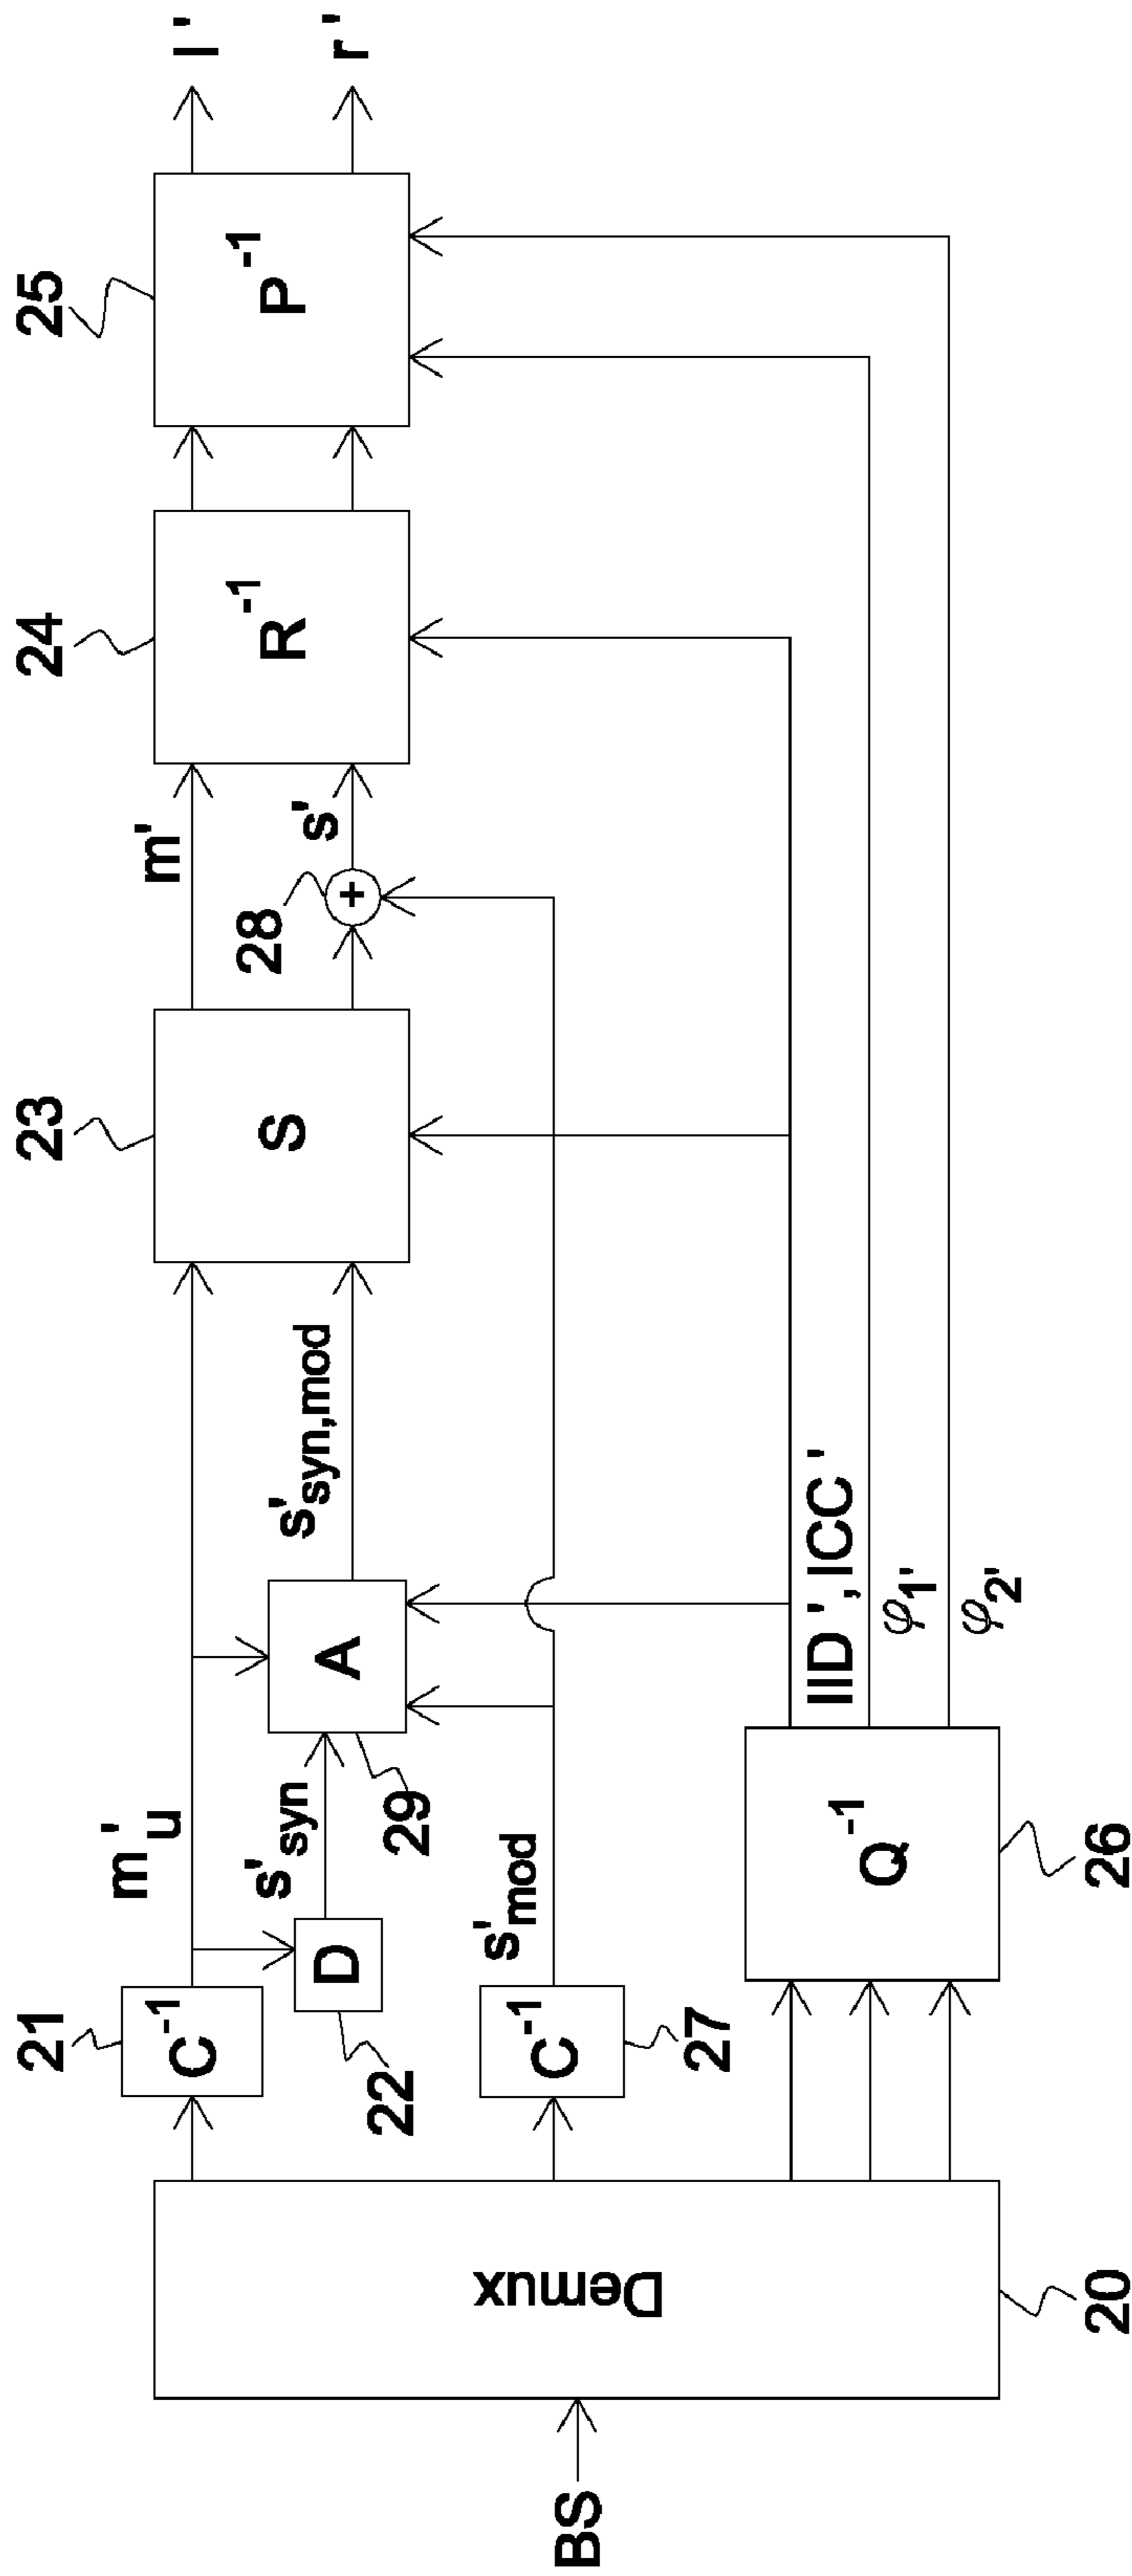 BS
Demux
20
21
C⁻¹
m'u
D
22
s'syn
A
29
s'syn,mod
C⁻¹
27
s'mod
Q⁻¹
26
IID ', ICC '
φ1'
φ2'
23
S
m'
28
+
s'
24
R⁻¹
25
P⁻¹
l '
r '